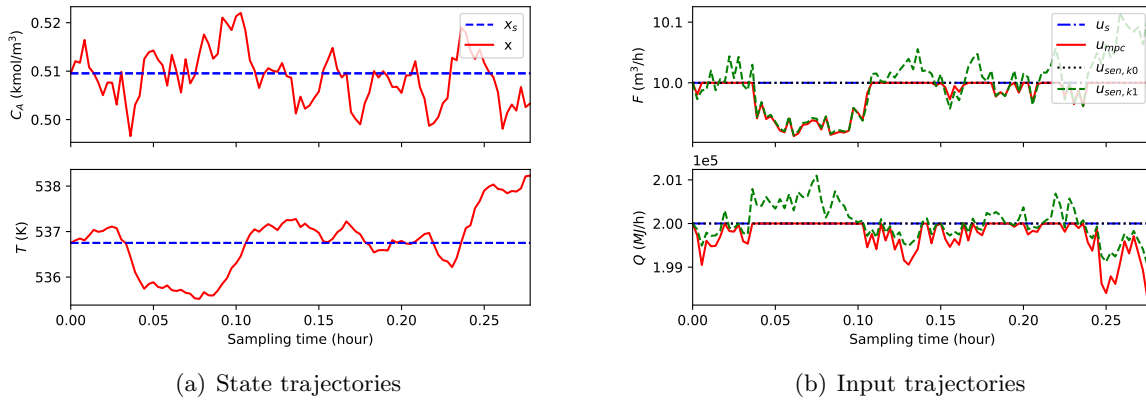 0.52
0.51
0.50
C_A (kmol/m³)
x_s
x
538
537
536
T (K)
0.00 0.05 0.10 0.15 0.20 0.25
Sampling time (hour)
(a) State trajectories
10.1
10.0
F (m³/h)
u_s
u_mpc
u_sen,k0
u_sen,k1
1e5
2.01
2.00
1.99
Q (MJ/h)
0.00 0.05 0.10 0.15 0.20 0.25
Sampling time (hour)
(b) Input trajectories